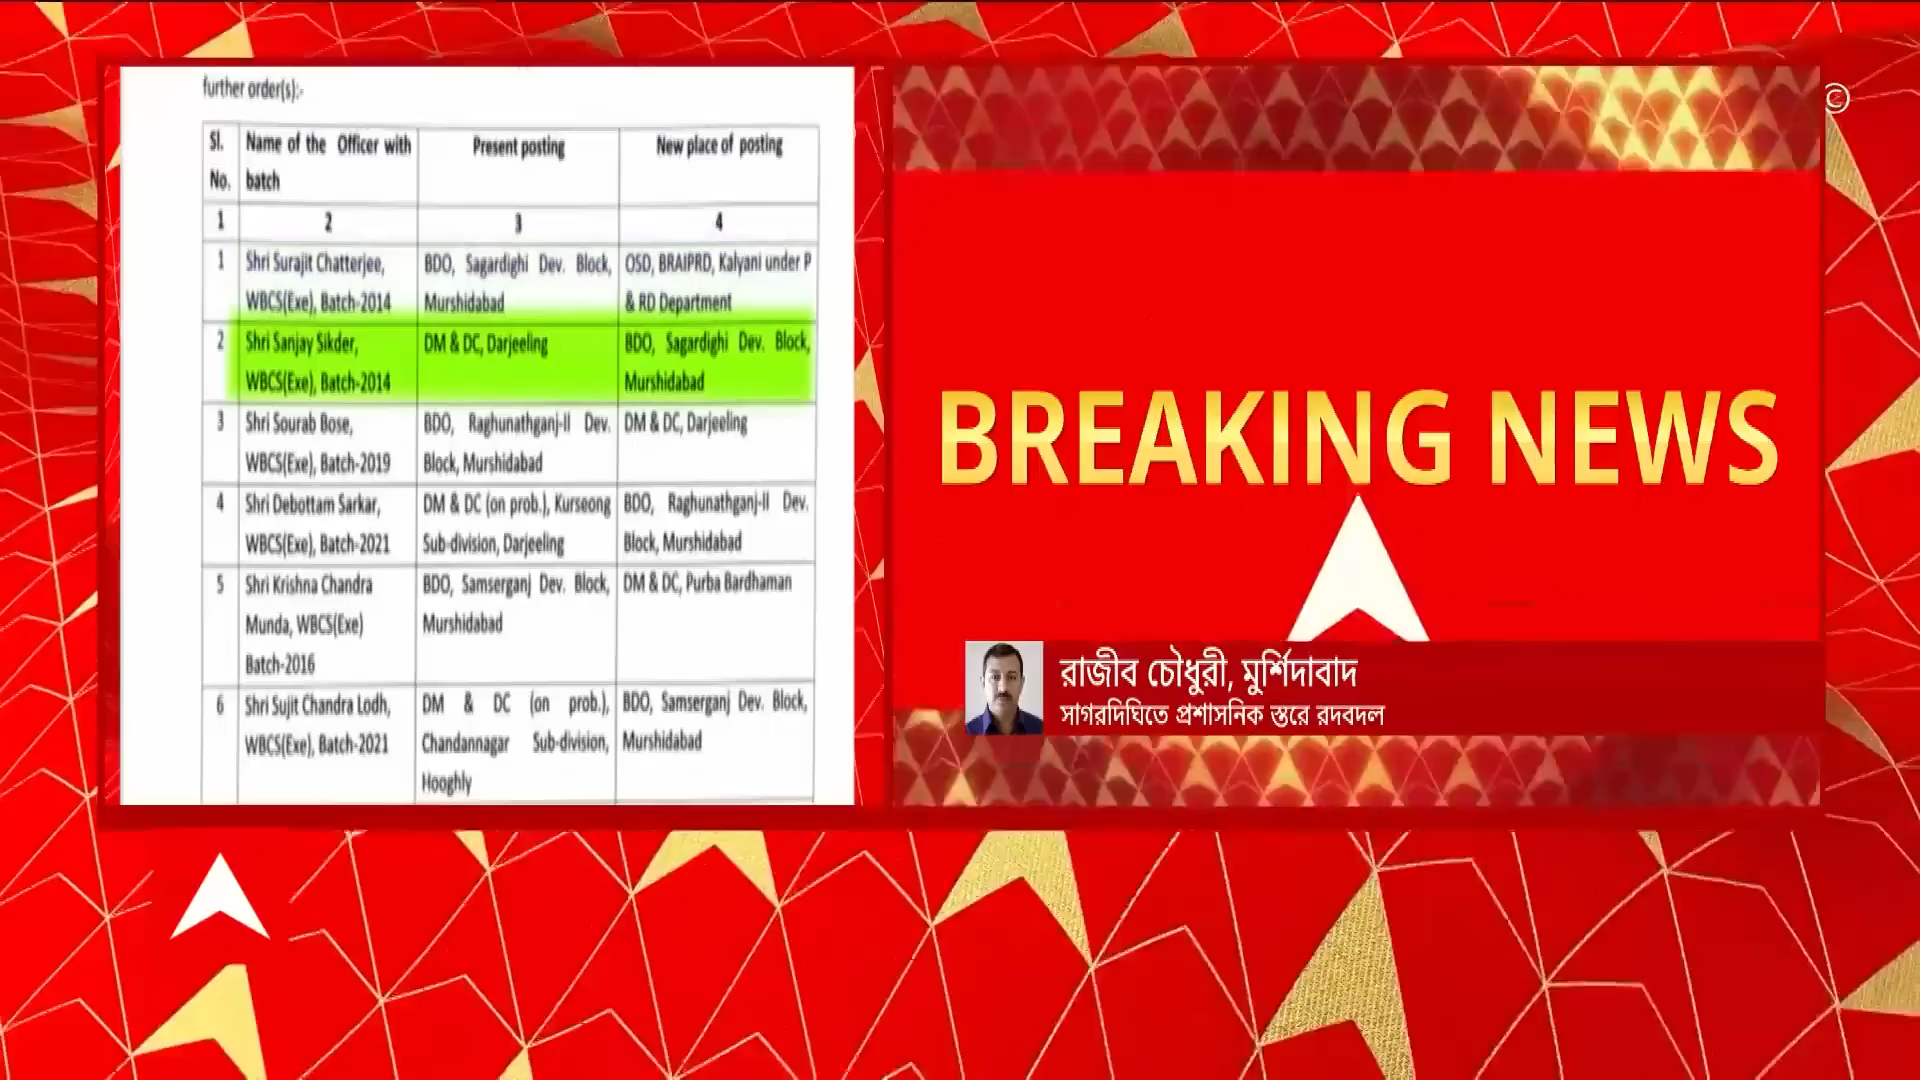 further order(s):-
Sl. No. Name of the Officer with batch Present posting New place of posting
1 2 3 4
1 Shri Surajit Chatterjee, WBCS(Exe), Batch-2014 BDO, Sagardighi Dev. Block, Murshidabad OSD, BRAIPRD, Kalyani under P & RD Department
2 Shri Sanjay Sikder, WBCS(Exe), Batch-2014 DM & DC, Darjeeling BDO, Sagardighi Dev. Block, Murshidabad
3 Shri Sourab Bose, WBCS(Exe), Batch-2019 BDO, Raghunathganj-II Dev. Block, Murshidabad DM & DC, Darjeeling
4 Shri Debottam Sarkar, WBCS(Exe), Batch-2021 DM & DC (on prob.), Kurseong Sub-division, Darjeeling BDO, Raghunathganj-II Dev. Block, Murshidabad
5 Shri Krishna Chandra Munda, WBCS(Exe) Batch-2016 BDO, Samserganj Dev. Block, Murshidabad DM & DC, Purba Bardhaman
6 Shri Sujit Chandra Lodh, WBCS(Exe), Batch-2021 DM & DC (on prob.), Chandannagar Sub-division, Hooghly BDO, Samserganj Dev. Block, Murshidabad
©
BREAKING NEWS
রাজীব চৌধুরী, মুর্শিদাবাদ
সাগরদিঘিতে প্রশাসনিক স্তরে রদবদল